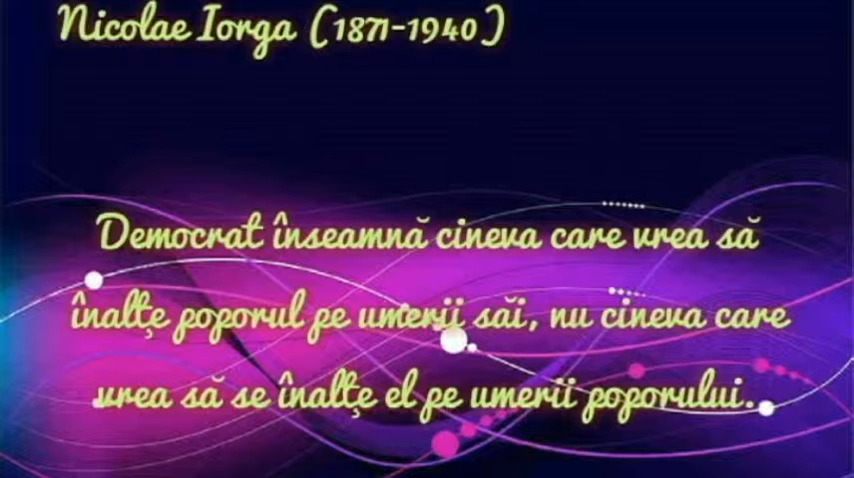 Nicolae Iorga (1871-1940)
Democrat înseamnă cineva care vrea să
înalțe poporul pe umerii săi, nu cineva care
vrea să se înalțe el pe umerii poporului.